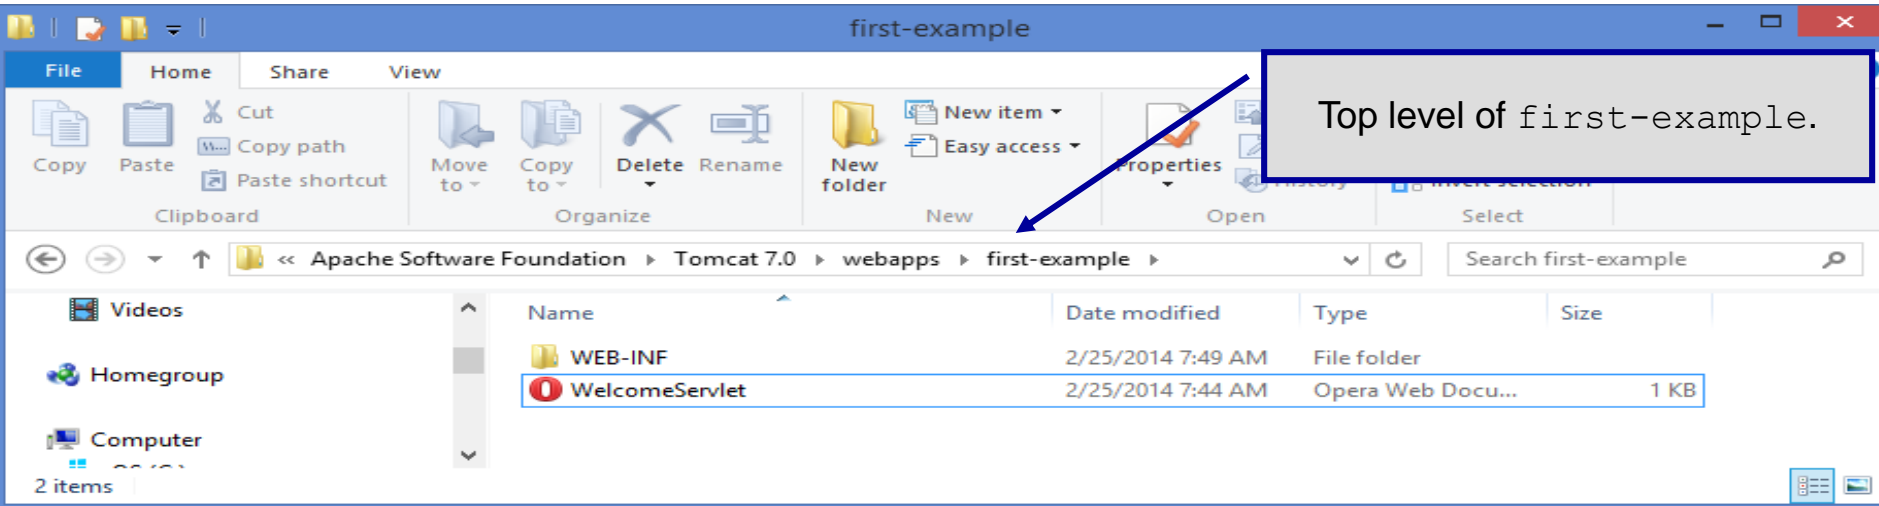 first-example
File Home Share View
Top level of first-example.
Cut
Copy path
Paste shortcut
Copy Paste
Move to
Copy to
Delete Rename
New folder
New item
Easy access
Properties
History
Invert selection
Clipboard Organize New Open Select
« Apache Software Foundation Tomcat 7.0 webapps first-example
Search first-example
Videos
Homegroup
Computer
Name Date modified Type Size
WEB-INF 2/25/2014 7:49 AM File folder
WelcomeServlet 2/25/2014 7:44 AM Opera Web Docu... 1 KB
2 items